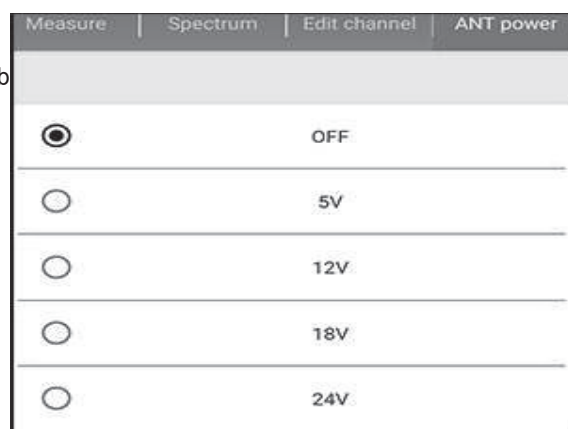 Measure | Spectrum | Edit channel | ANT power
b
OFF
5V
12V
18V
24V